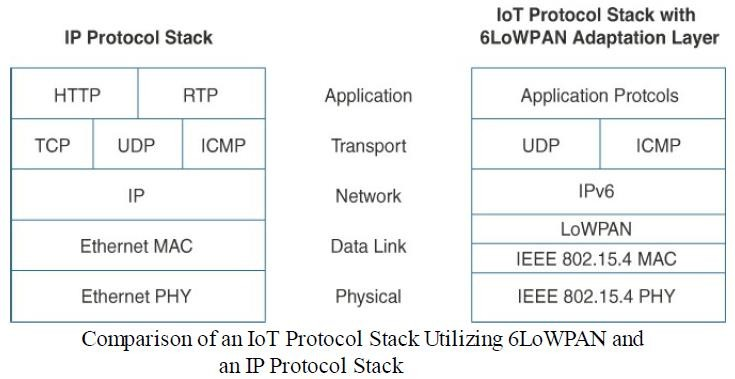 IP Protocol Stack
IoT Protocol Stack with
6LoWPAN Adaptation Layer
HTTP RTP Application Application Protcols
TCP UDP ICMP Transport UDP ICMP
IP Network IPv6
Ethernet MAC Data Link LoWPAN
IEEE 802.15.4 MAC
Ethernet PHY Physical IEEE 802.15.4 PHY
Comparison of an IoT Protocol Stack Utilizing 6LoWPAN and
an IP Protocol Stack